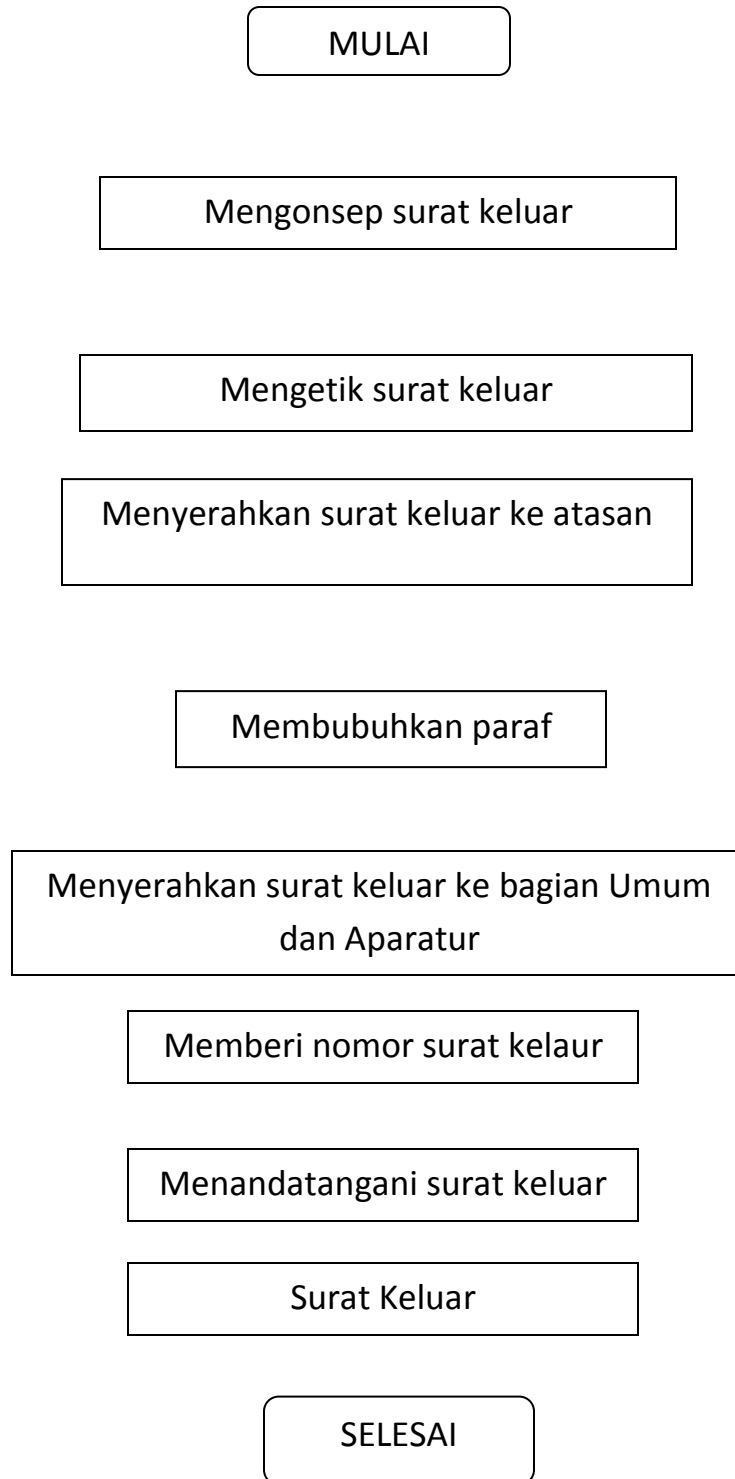 MULAI
Mengonsep surat keluar
Mengetik surat keluar
Menyerahkan surat keluar ke atasan
Membubuhkan paraf
Menyerahkan surat keluar ke bagian Umum
dan Aparatur
Memberi nomor surat kelaur
Menandatangani surat keluar
Surat Keluar
SELESAI